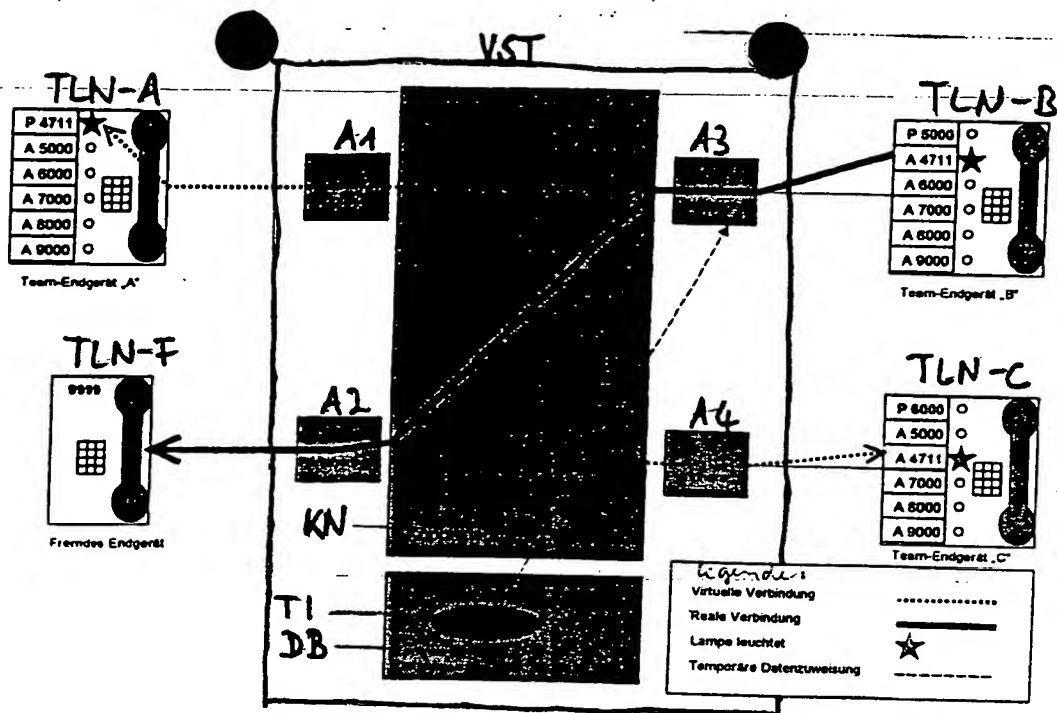 VST
TLN-A
P 4711
A 5000
A 6000
A 7000
A 8000
A 9000
Team-Endgerät „A"
A1
A3
TLN-B
P 5000
A 4711
A 6000
A 7000
A 8000
A 9000
Team-Endgerät „B"
TLN-F
9999
Fremdes Endgerät
A2
KN
A4
TLN-C
P 6000
A 5000
A 4711
A 7000
A 8000
A 9000
Team-Endgerät „C"
TI
DB
Legende:
Virtuelle Verbindung
Reale Verbindung
Lampe leuchtet
Temporäre Datenzuweisung